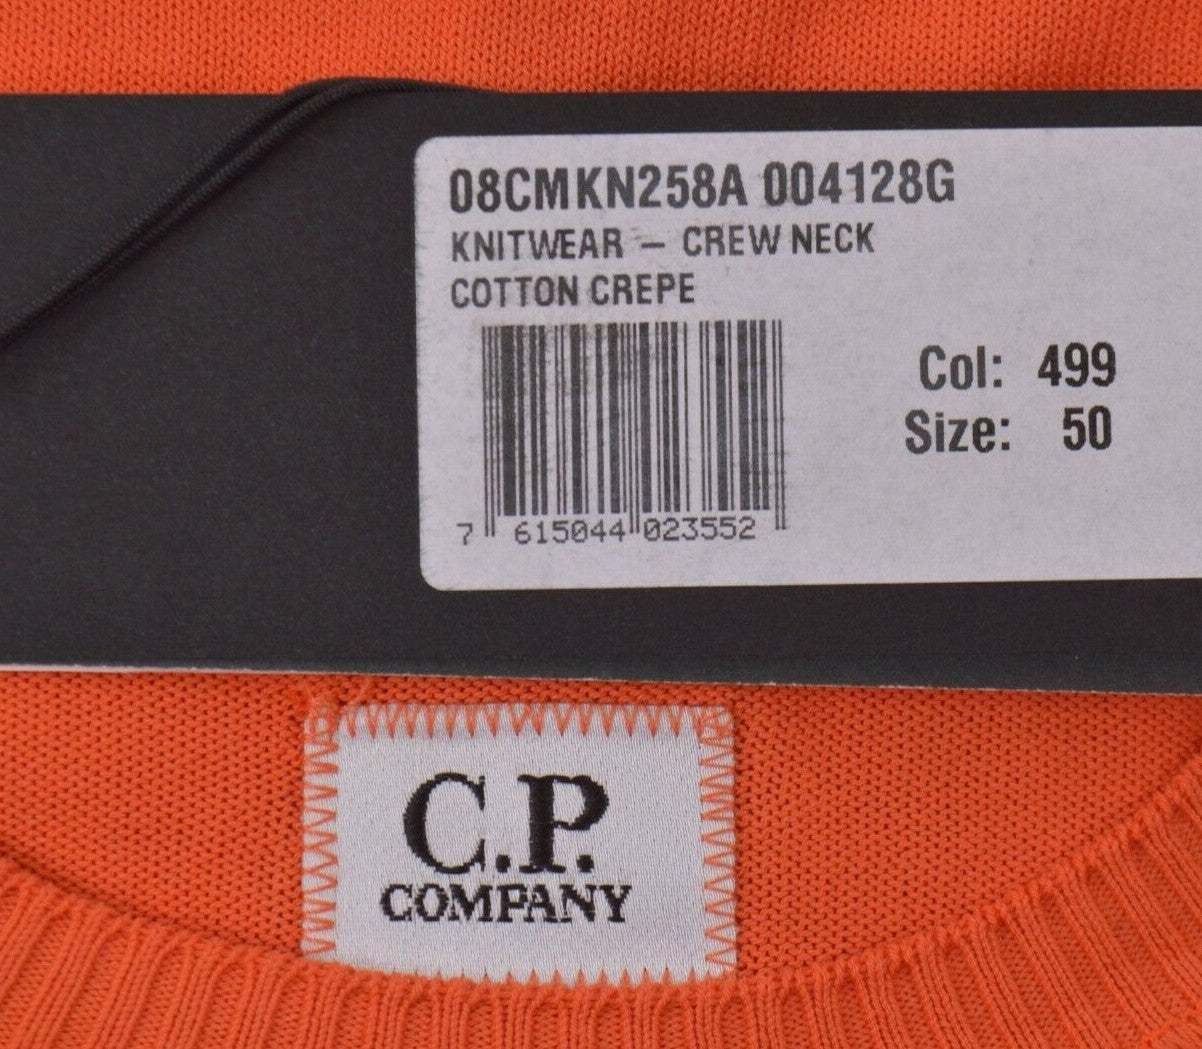 08CMKN258A 004128G
KNITWEAR – CREW NECK
COTTON CREPE
Col: 499
Size: 50
7 615044 023552
C.P.
COMPANY